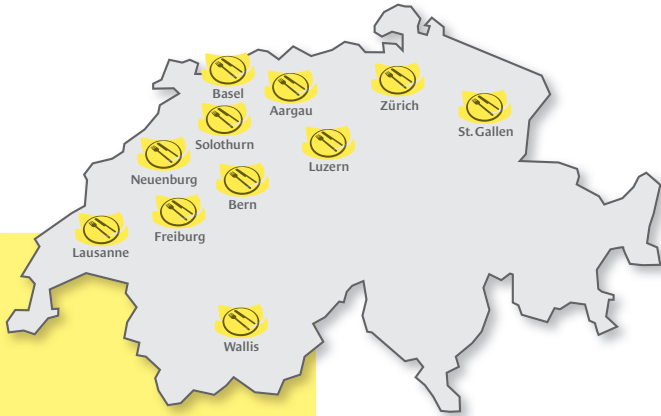 Basel
Aargau
Zürich
St. Gallen
Solothurn
Luzern
Neuenburg
Bern
Freiburg
Lausanne
Wallis